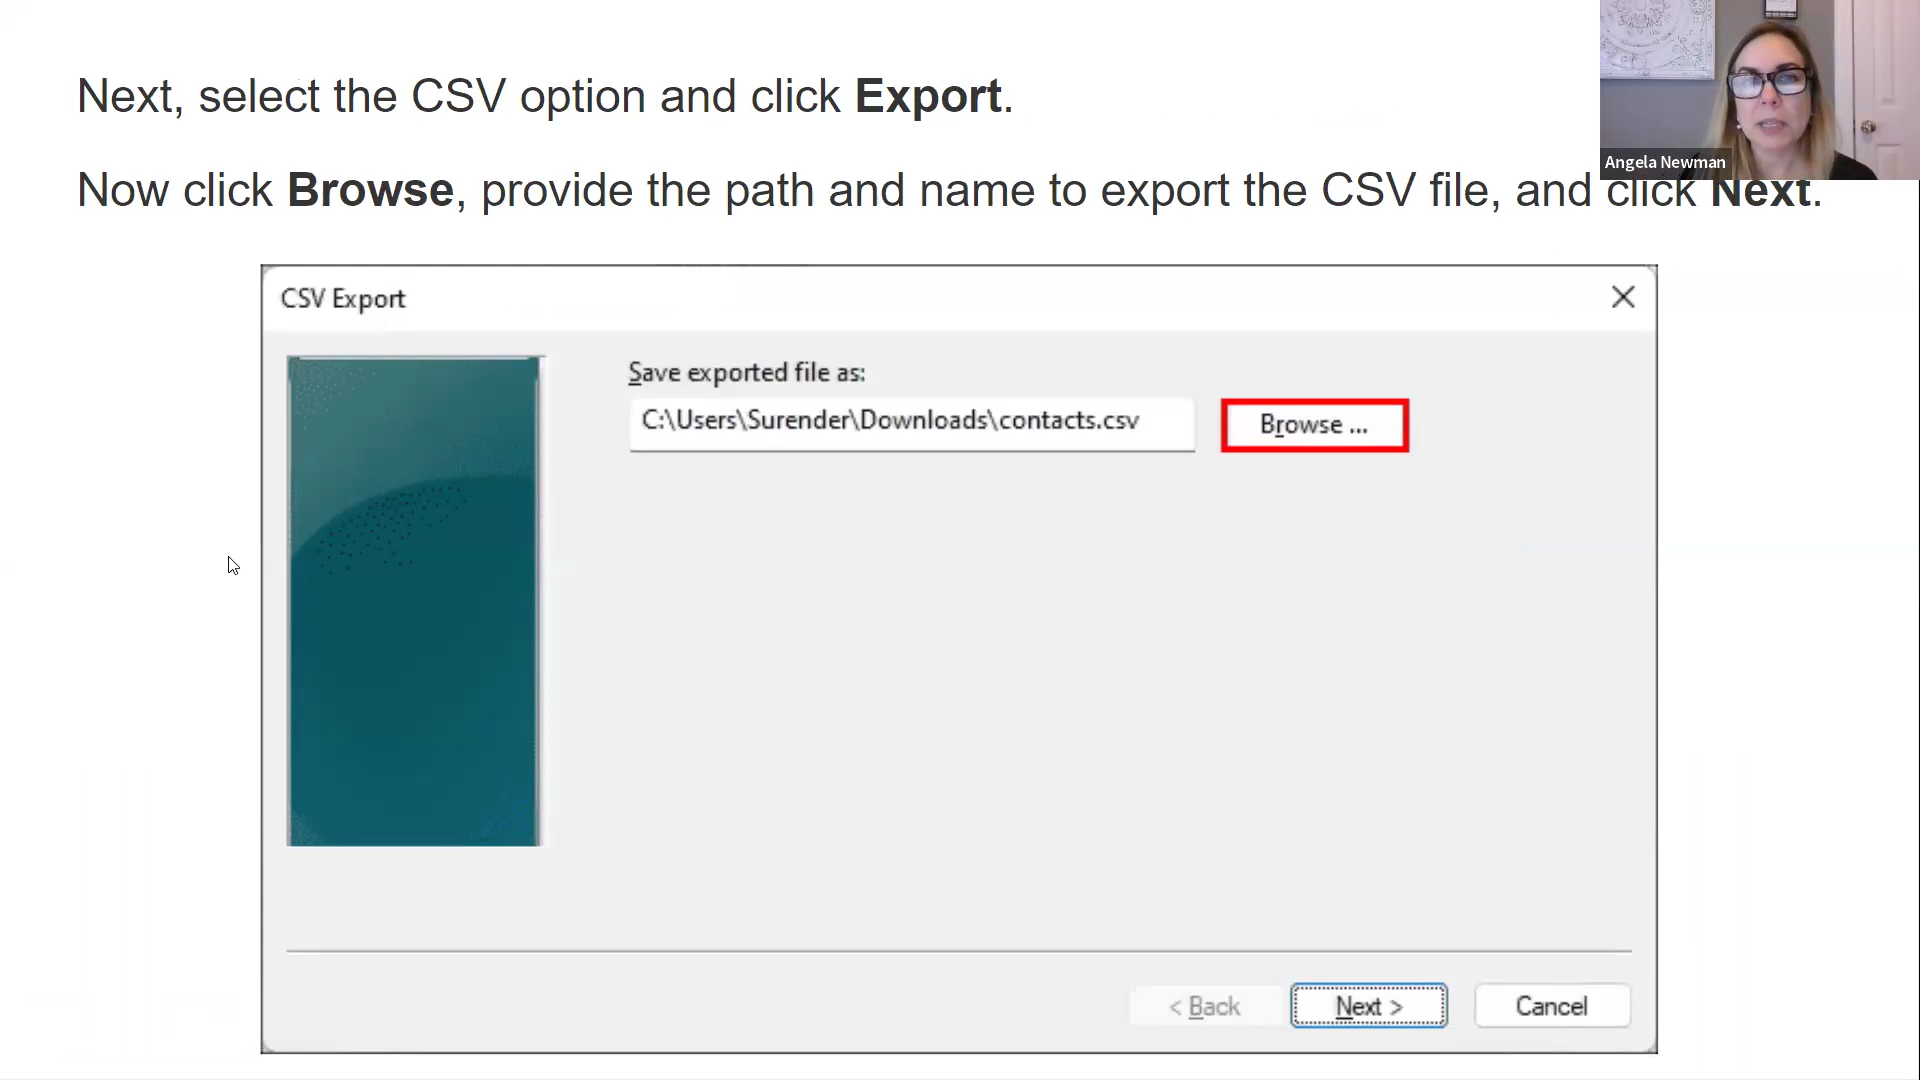 Next, select the CSV option and click Export.
Angela Newman
Now click Browse, provide the path and name to export the CSV file, and click Next.
CSV Export
Save exported file as:
C:\Users\Surender\Downloads\contacts.csv
Browse ...
< Back
Next >
Cancel